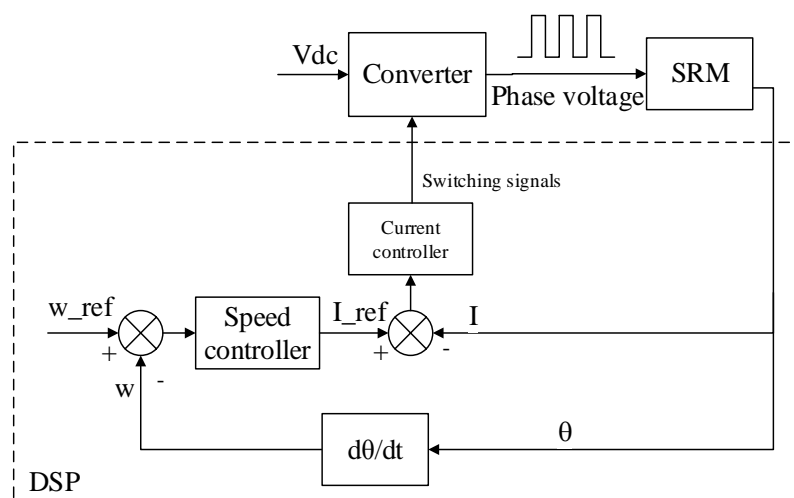 Vdc
Converter
Phase voltage
SRM
Switching signals
Current
controller
w_ref
+
-
w
Speed
controller
I_ref
+
-
I
dθ/dt
θ
DSP